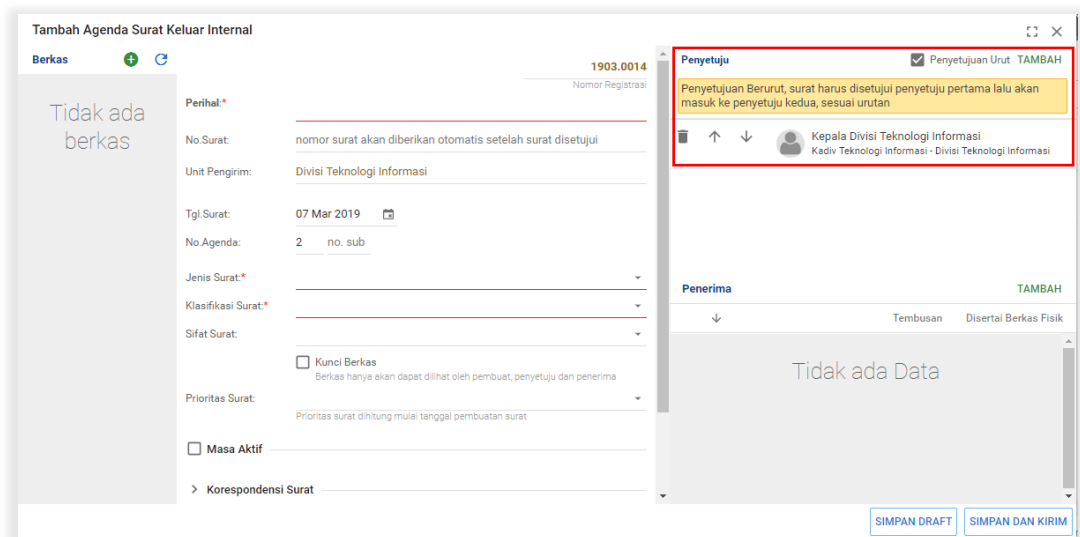 Tambah Agenda Surat Keluar Internal
Berkas
Tidak ada
berkas
1903.0014
Nomor Registrasi
Perihal:*
No.Surat: nomor surat akan diberikan otomatis setelah surat disetujui
Unit Pengirim: Divisi Teknologi Informasi
Tgl.Surat: 07 Mar 2019
No.Agenda: 2 no. sub
Jenis Surat:*
Klasifikasi Surat:*
Sifat Surat:
Kunci Berkas
Berkas hanya akan dapat dilihat oleh pembuat, penyetuju dan penerima
Prioritas Surat:
Prioritas surat dihitung mulai tanggal pembuatan surat
Masa Aktif
Korespondensi Surat
Penyetuju Penyetujuan Urut TAMBAH
Penyetujuan Berurut, surat harus disetujui penyetuju pertama lalu akan
masuk ke penyetuju kedua, sesuai urutan
Kepala Divisi Teknologi Informasi
Kadiv Teknologi Informasi - Divisi Teknologi Informasi
Penerima TAMBAH
Tembusan Disertai Berkas Fisik
Tidak ada Data
SIMPAN DRAFT SIMPAN DAN KIRIM